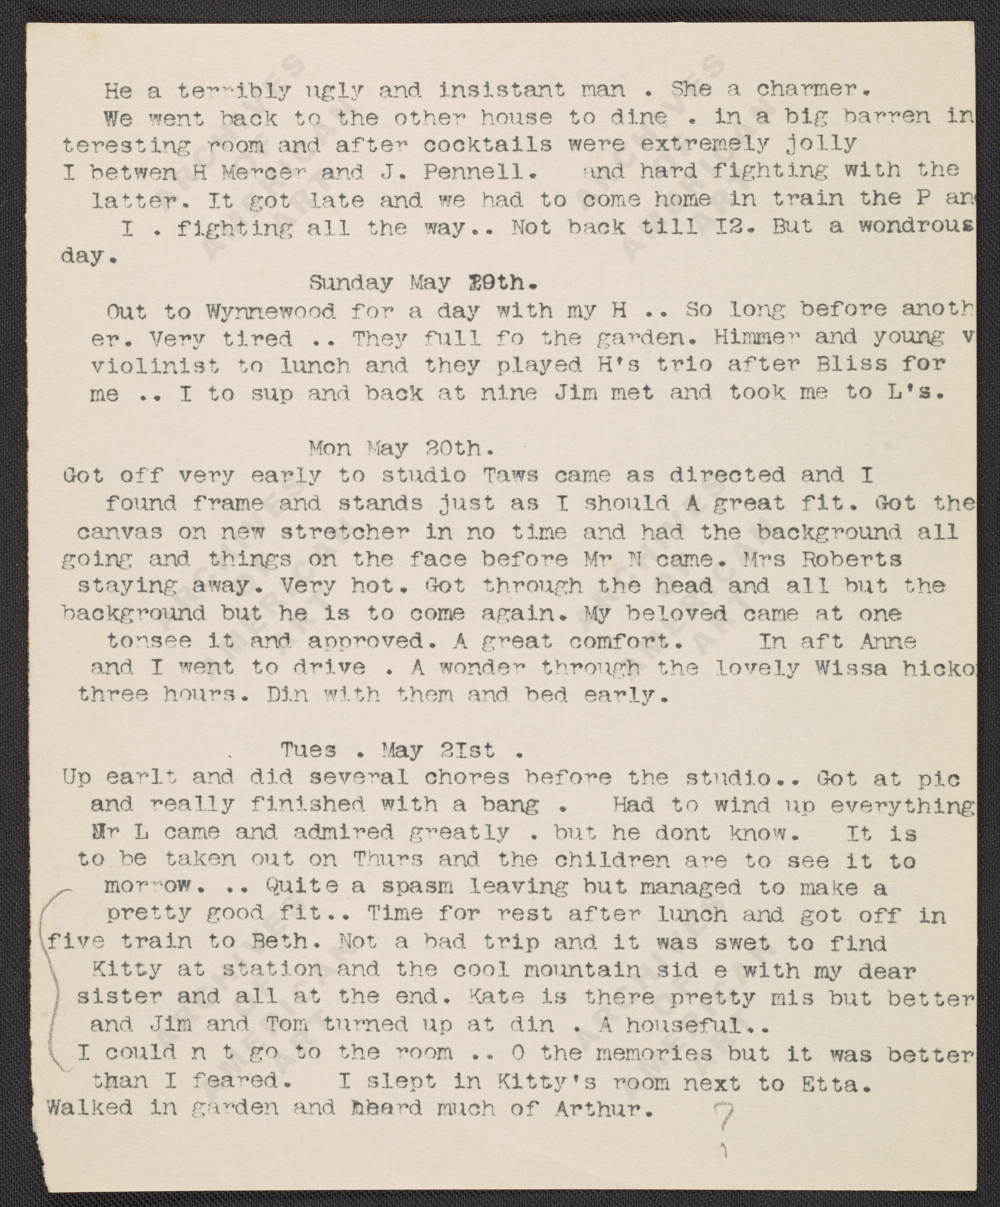 He a terribly ugly and insistant man . She a charmer.
We went back to the other house to dine . in a big barren in
teresting room and after cocktails were extremely jolly
I betwen H Mercer and J. Pennell. and hard fighting with the
latter. It got late and we had to come home in train the P an
I . fighting all the way.. Not back till I2. But a wondrous
day.
Sunday May 29th.
Out to Wynnewood for a day with my H .. So long before anoth
er. Very tired .. They full fo the garden. Himmer and young v
violinist to lunch and they played H's trio after Bliss for
me .. I to sup and back at nine Jim met and took me to L's.
Mon May 20th.
Got off very early to studio Taws came as directed and I
found frame and stands just as I should A great fit. Got the
canvas on new stretcher in no time and had the background all
going and things on the face before Mr N came. Mrs Roberts
staying away. Very hot. Got through the head and all but the
background but he is to come again. My beloved came at one
tonsee it and approved. A great comfort. In aft Anne
and I went to drive . A wonder through the lovely Wissa hicko
three hours. Din with them and bed early.
Tues . May 2Ist .
Up earlt and did several chores before the studio.. Got at pic
and really finished with a bang . Had to wind up everything
Mr L came and admired greatly . but he dont know. It is
to be taken out on Thurs and the children are to see it to
morrow. .. Quite a spasm leaving but managed to make a
pretty good fit.. Time for rest after lunch and got off in
five train to Beth. Not a bad trip and it was swet to find
Kitty at station and the cool mountain sid e with my dear
sister and all at the end. Kate is there pretty mis but better
and Jim and Tom turned up at din . A houseful..
I could n t go to the room .. O the memories but it was better
than I feared. I slept in Kitty's room next to Etta.
Walked in garden and heard much of Arthur. ?